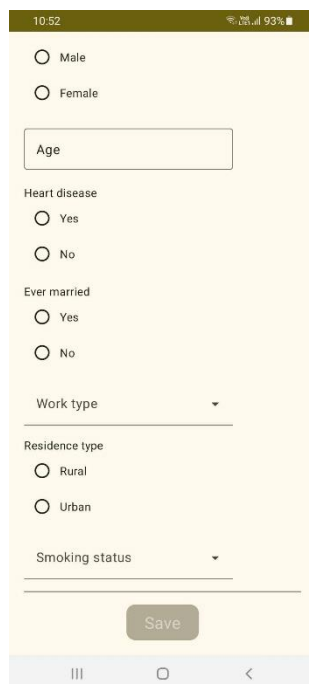 10:52 93%
Male
Female
Age
Heart disease
Yes
No
Ever married
Yes
No
Work type
Residence type
Rural
Urban
Smoking status
Save